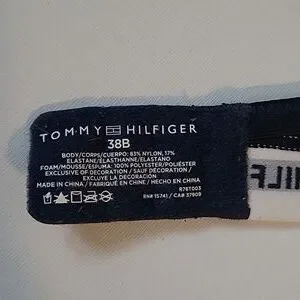 TOMMY HILFIGER
38B
BODY/CORPS/CUERPO: 83% NYLON, 17%
ELASTANE/ELASTHANNE/ELASTANO
FOAM/MOUSSE/ESPUMA: 100% POLYESTER/POLIÉSTER
EXCLUSIVE OF DECORATION / SAUF DÉCORATION /
EXCLUYE DE LA DECORACIÓN
MADE IN CHINA / FABRIQUÉ EN CHINE / HECHO EN CHINA
R78T003
RN# 15741 / CA# 37909
HILF